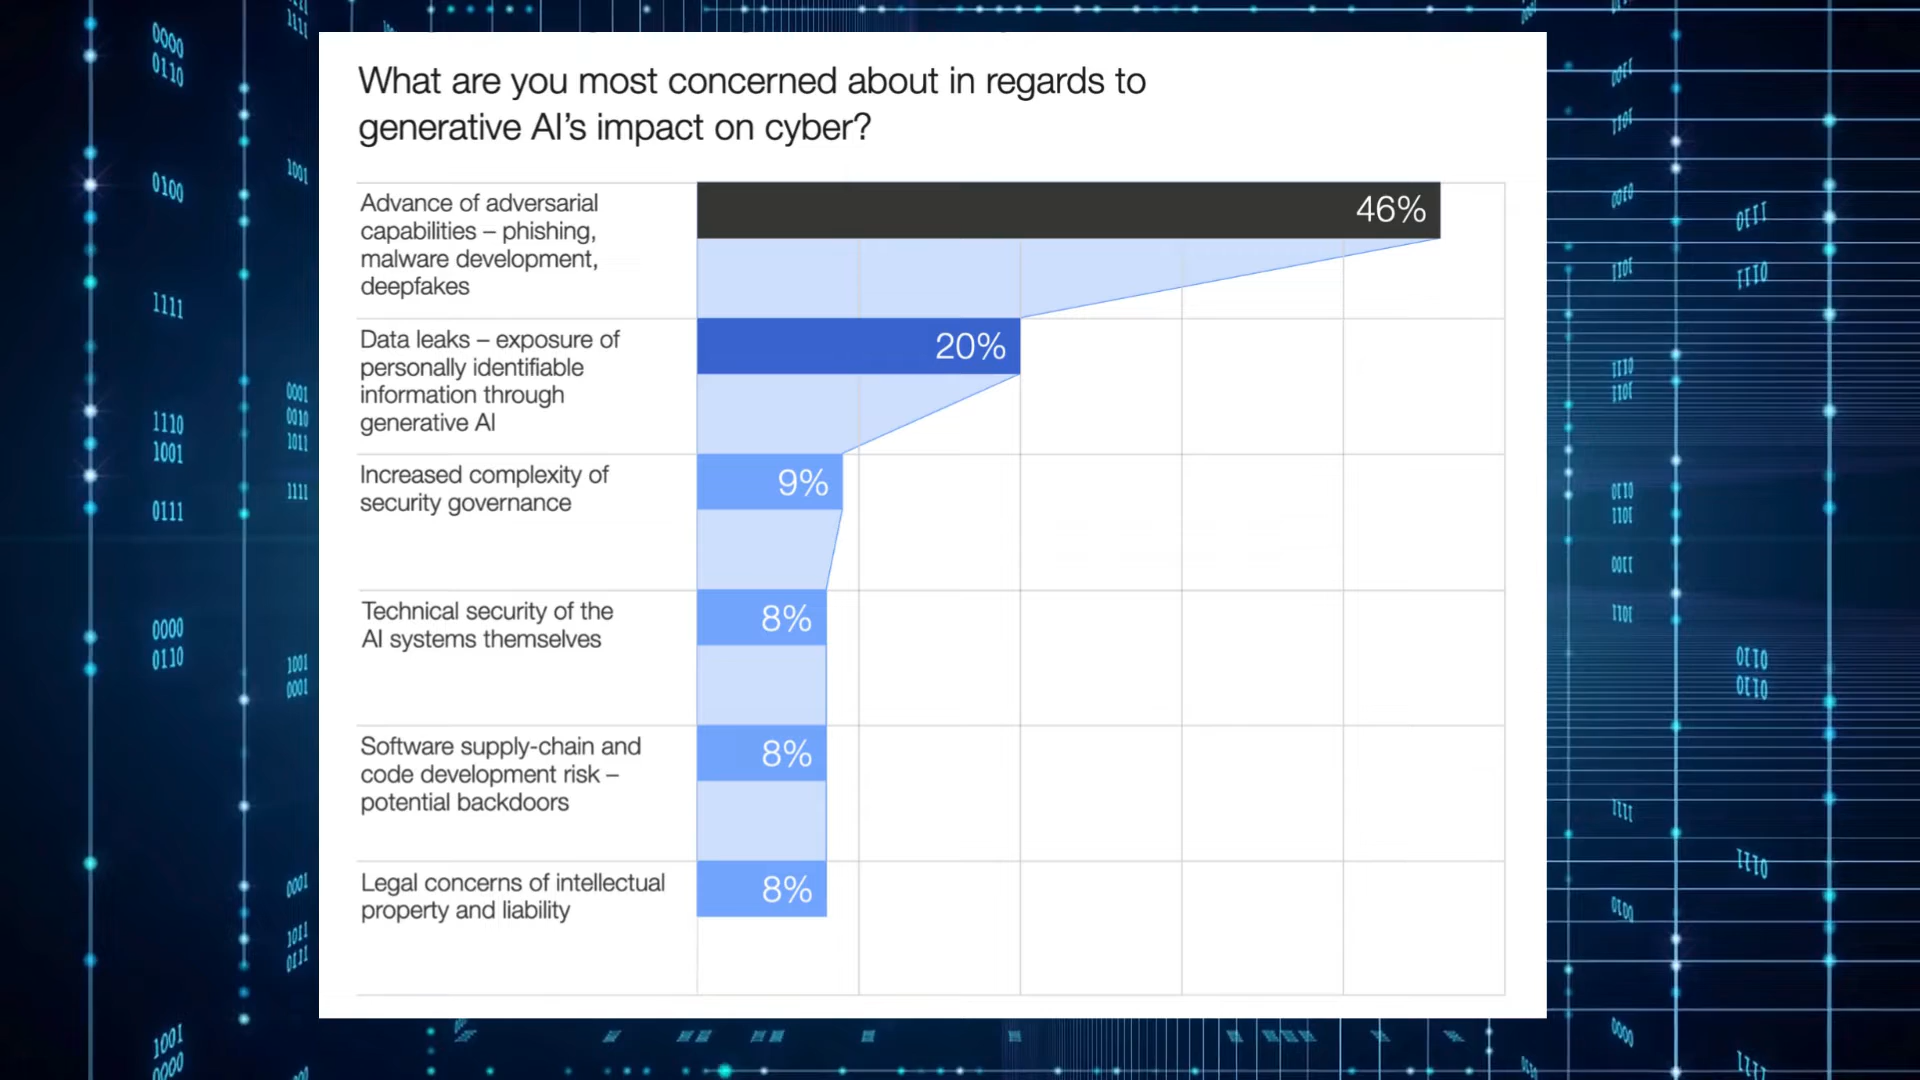 What are you most concerned about in regards to
generative AI's impact on cyber?
Advance of adversarial
capabilities – phishing,
malware development,
deepfakes
46%
Data leaks – exposure of
personally identifiable
information through
generative AI
20%
Increased complexity of
security governance
9%
Technical security of the
AI systems themselves
8%
Software supply-chain and
code development risk –
potential backdoors
8%
Legal concerns of intellectual
property and liability
8%